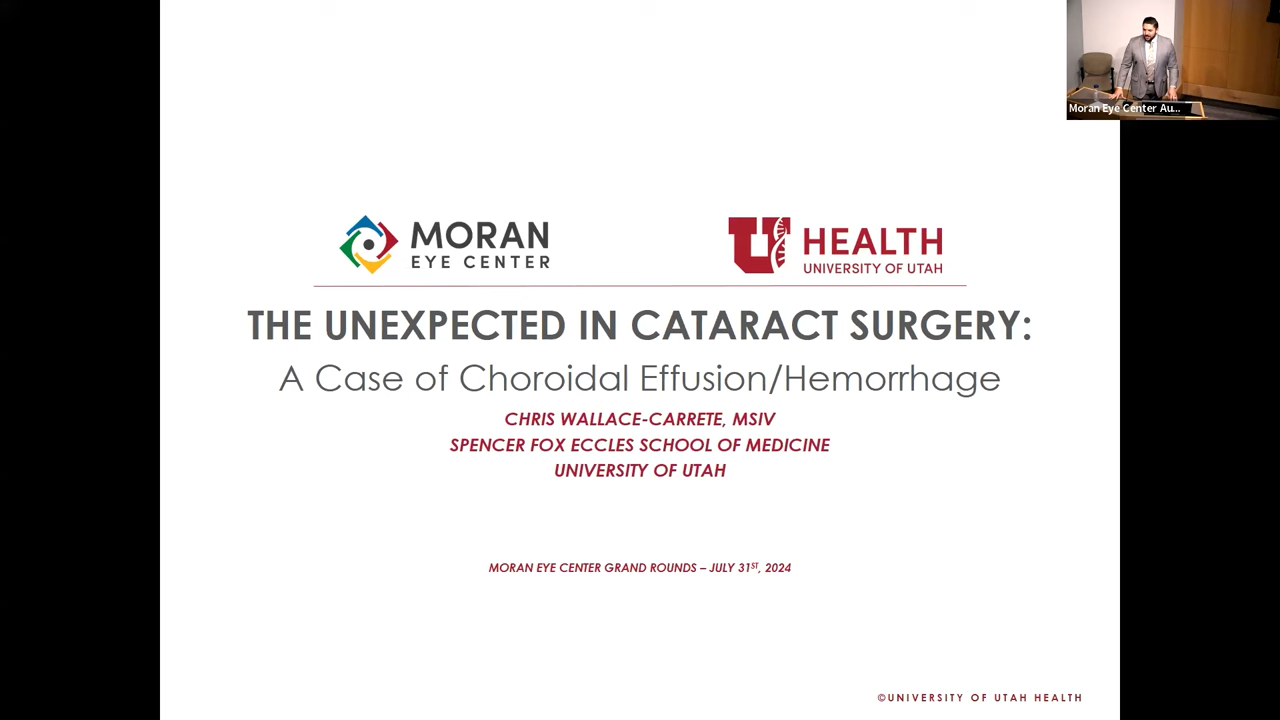 Moran Eye Center Au...
MORAN
EYE CENTER
HEALTH
UNIVERSITY OF UTAH
THE UNEXPECTED IN CATARACT SURGERY:
A Case of Choroidal Effusion/Hemorrhage
CHRIS WALLACE-CARRETE, MSIV
SPENCER FOX ECCLES SCHOOL OF MEDICINE
UNIVERSITY OF UTAH
MORAN EYE CENTER GRAND ROUNDS – JULY 31ST, 2024
©UNIVERSITY OF UTAH HEALTH